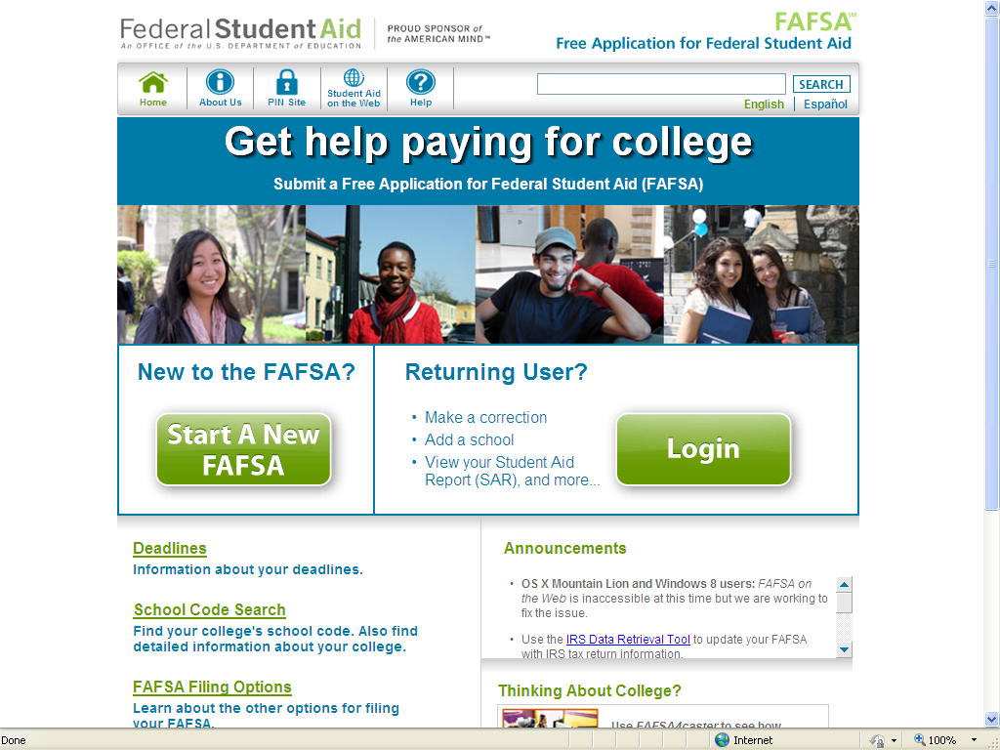 Federal Student Aid
An OFFICE of the U.S. DEPARTMENT of EDUCATION
PROUD SPONSOR of
the AMERICAN MIND™
FAFSA℠
Free Application for Federal Student Aid
Home
About Us
PIN Site
Student Aid
on the Web
Help
SEARCH
English | Español
Get help paying for college
Submit a Free Application for Federal Student Aid (FAFSA)
New to the FAFSA?
Start A New
FAFSA
Returning User?
• Make a correction
• Add a school
• View your Student Aid
Report (SAR), and more...
Login
Deadlines
Information about your deadlines.
School Code Search
Find your college's school code. Also find
detailed information about your college.
FAFSA Filing Options
Learn about the other options for filing
your FAFSA.
Announcements
• OS X Mountain Lion and Windows 8 users: FAFSA on
the Web is inaccessible at this time but we are working to
fix the issue.
• Use the IRS Data Retrieval Tool to update your FAFSA
with IRS tax return information.
Thinking About College?
Use FAFSA4caster to see how
Done
Internet
100%